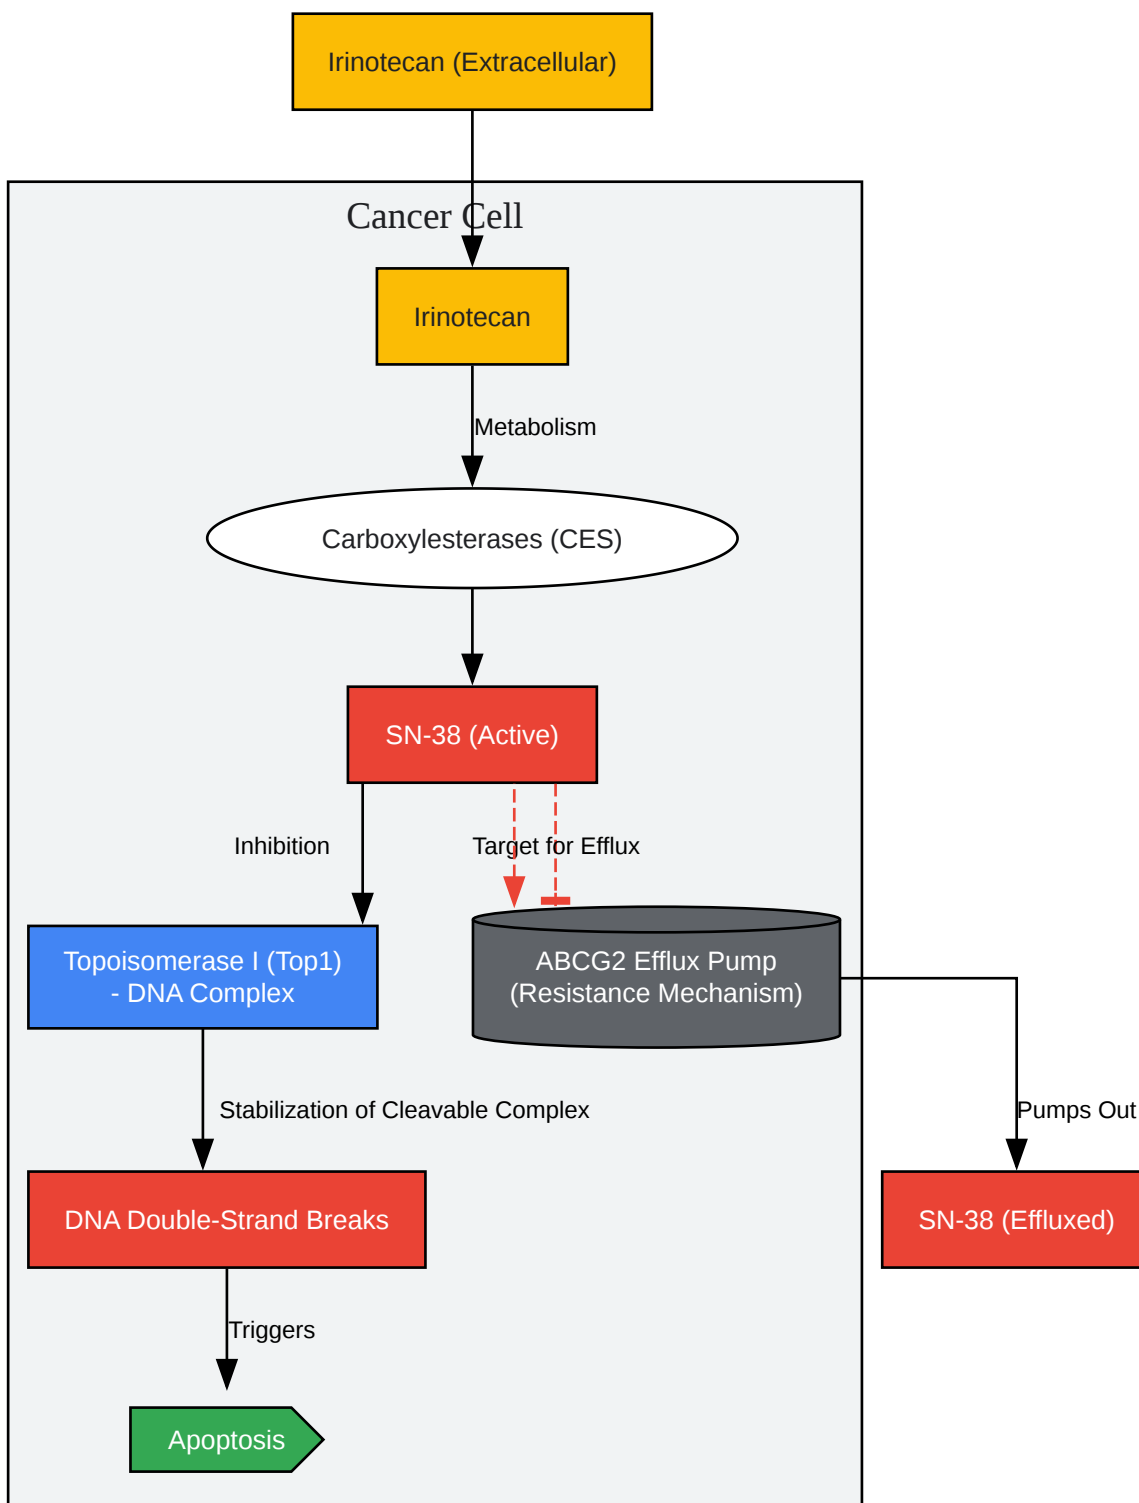 Irinotecan (Extracellular)
Cancer Cell
Irinotecan
Metabolism
Carboxylesterases (CES)
SN-38 (Active)
Inhibition
Target for Efflux
Topoisomerase I (Top1)
- DNA Complex
ABCG2 Efflux Pump
(Resistance Mechanism)
Stabilization of Cleavable Complex
Pumps Out
DNA Double-Strand Breaks
SN-38 (Effluxed)
Triggers
Apoptosis